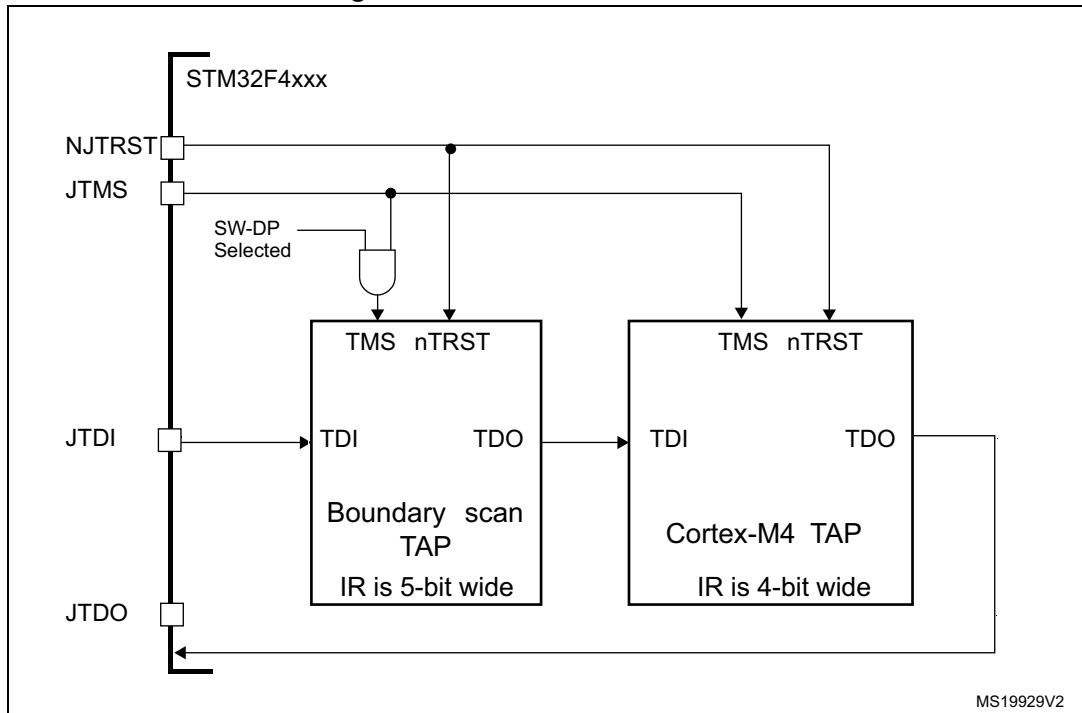 STM32F4xxx
NJTRST
JTMS
SW-DP
Selected
TMS nTRST
TMS nTRST
JTDI
TDI
TDO
TDI
TDO
Boundary scan
TAP
IR is 5-bit wide
Cortex-M4 TAP
IR is 4-bit wide
JTDO
MS19929V2